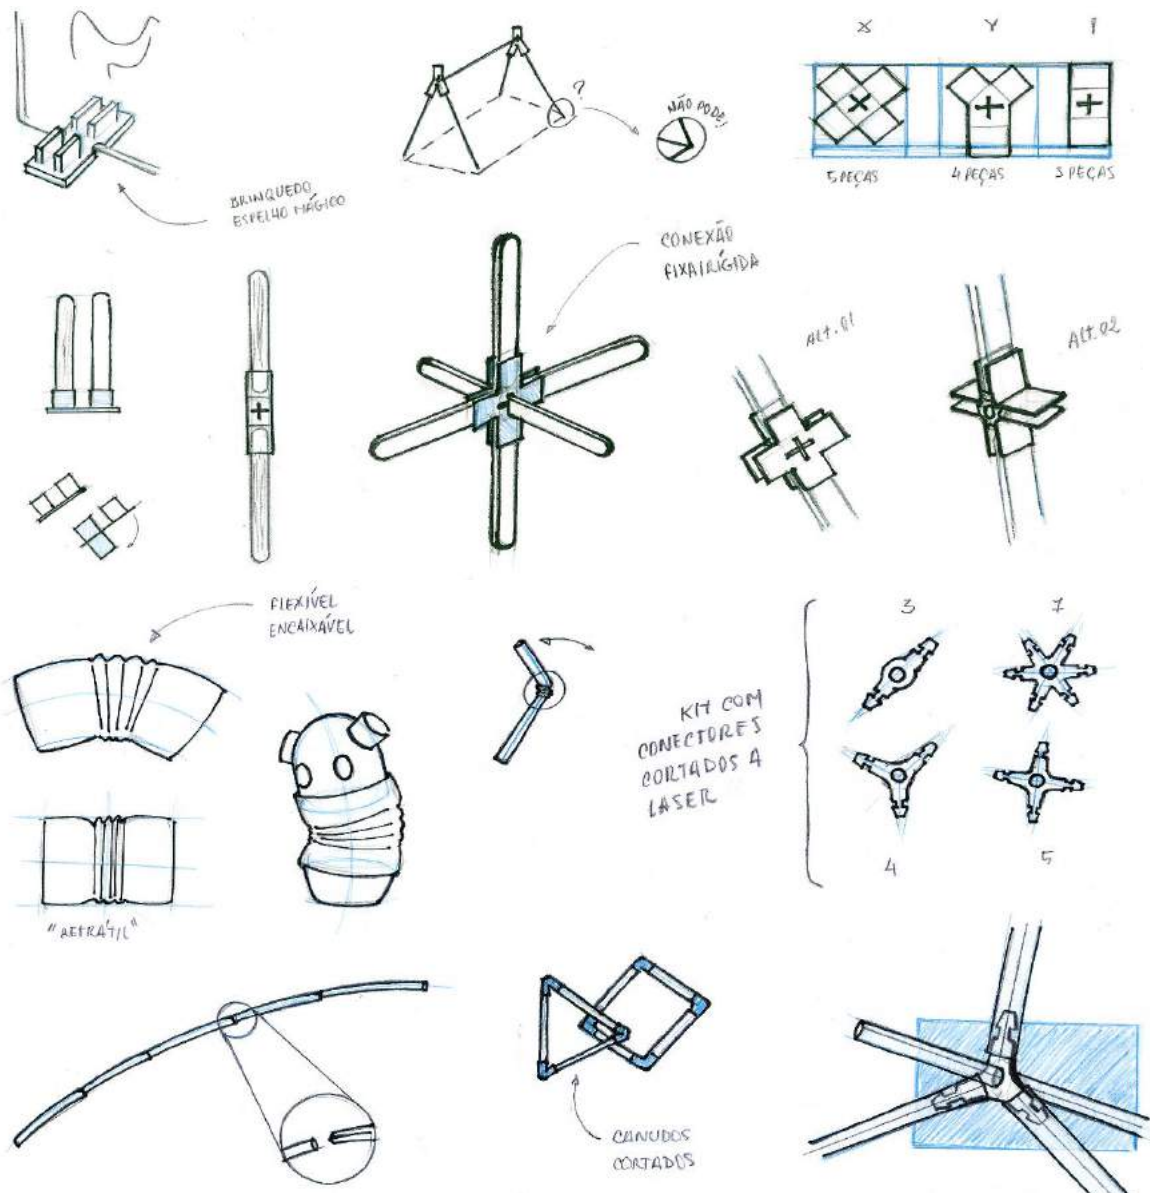 ?
NÃO PODE!
X Y I
5 PEÇAS 4 PEÇAS 3 PEÇAS
BRINQUEDO
ESPELHO MÁGICO
CONEXÃO
FIXA/RÍGIDA
Alt. 01
Alt. 02
FLEXÍVEL
ENCAIXÁVEL
"RETRÁTIL"
KIT COM
CONECTORES
CORTADOS A
LASER
3 7
4 5
CANUDOS
CORTADOS